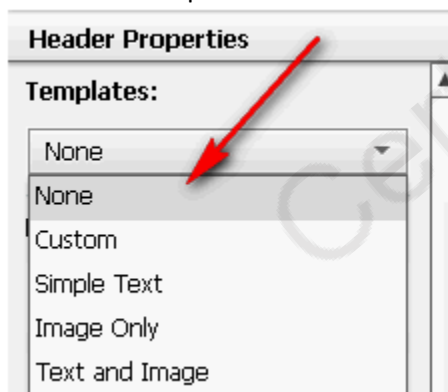 Header Properties
Templates:
None
None
Custom
Simple Text
Image Only
Text and Image